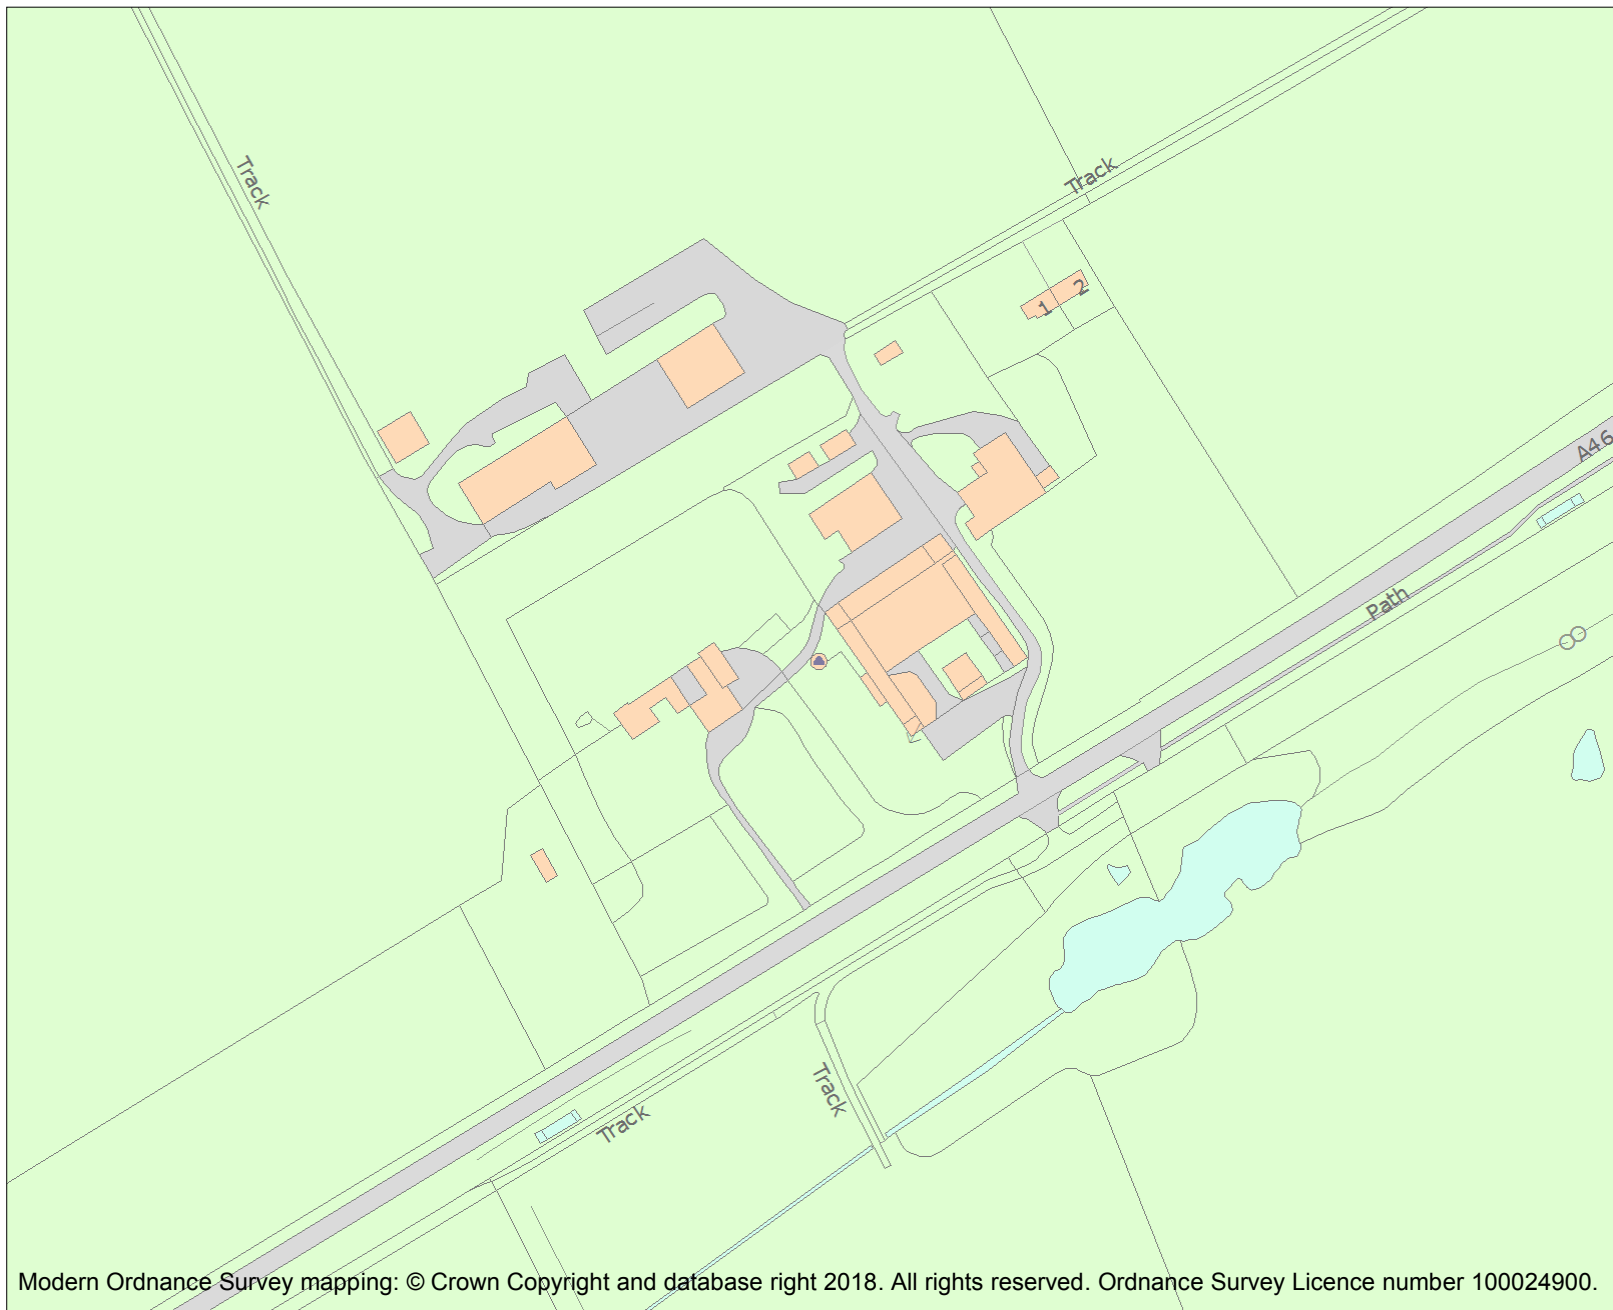 Track
Track
2
1
A46
Path
Track
Track
Modern Ordnance Survey mapping: © Crown Copyright and database right 2018. All rights reserved. Ordnance Survey Licence number 100024900.